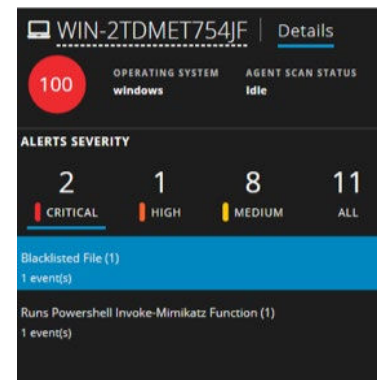 WIN-2TDMET754JF Details
100
OPERATING SYSTEM AGENT SCAN STATUS
windows Idle
ALERTS SEVERITY
2 1 8 11
CRITICAL HIGH MEDIUM ALL
Blacklisted File (1)
1 event(s)
Runs Powershell Invoke-Mimikatz Function (1)
1 event(s)